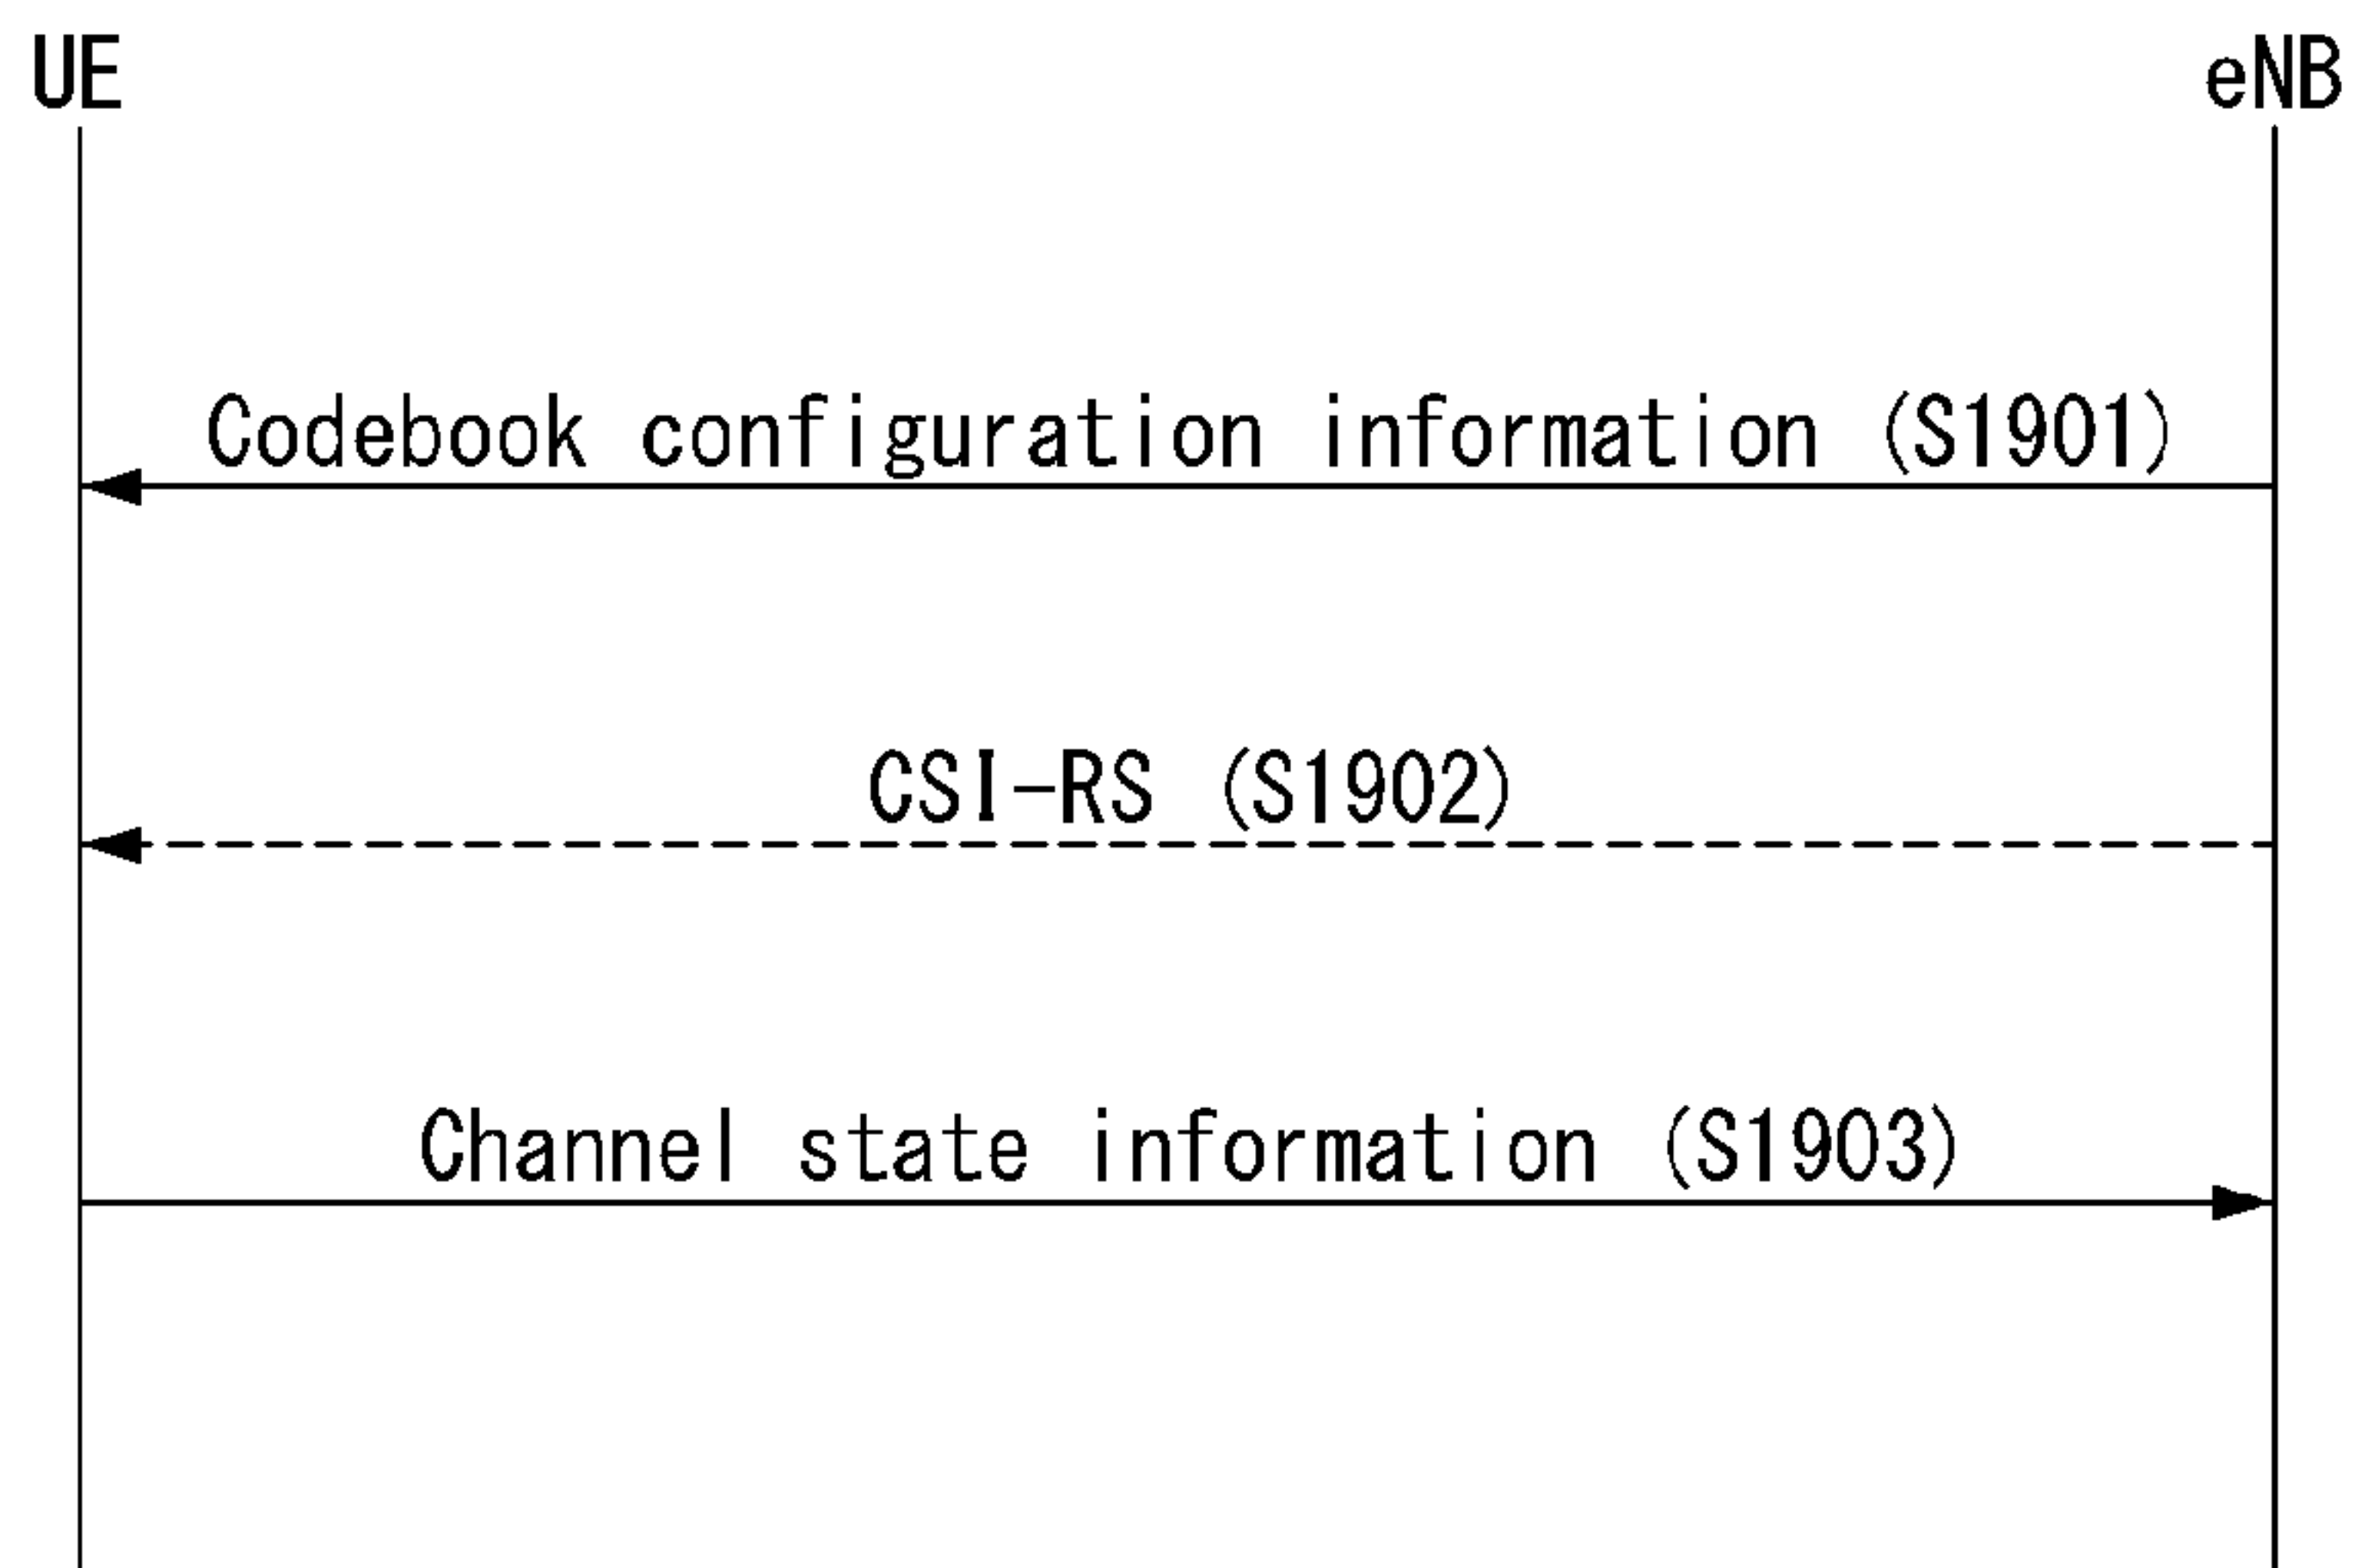 UE eNB
Codebook configuration information (S1901)
CSI-RS (S1902)
Channel state information (S1903)